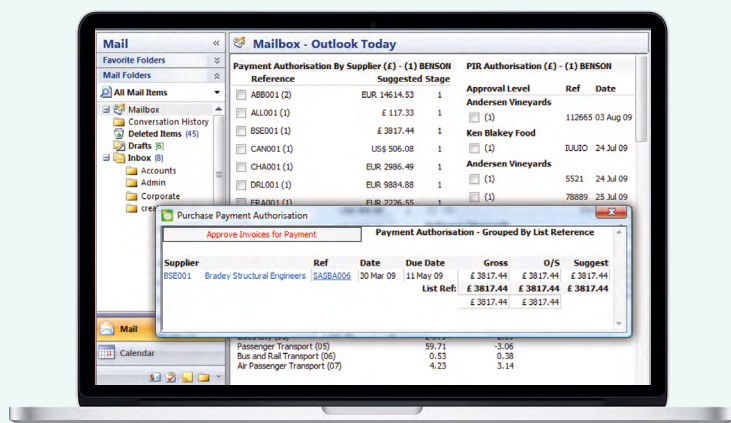 Mail «
Favorite Folders
Mail Folders
All Mail Items
Mailbox
Conversation History
Deleted Items (45)
Drafts [6]
Inbox (8)
Accounts
Admin
Corporate
Mail
Calendar
Mailbox - Outlook Today
Payment Authorisation By Supplier (£) - (1) BENSON
Reference Suggested Stage
ABB001 (2) EUR 14614.53 1
ALL001 (1) £ 117.33 1
BSE001 (1) £ 3817.44 1
CAN001 (1) US$ 506.08 1
CHA001 (1) EUR 2986.49 1
DRL001 (1) EUR 9884.88 1
ERA001 (1) EUR 2226.55 1
PIR Authorisation (£) - (1) BENSON
Approval Level Ref Date
Andersen Vineyards
(1) 112665 03 Aug 09
Ken Blakey Food
(1) IUUIO 24 Jul 09
Andersen Vineyards
(1) 5521 24 Jul 09
(1) 78889 25 Jul 09
Purchase Payment Authorisation
Approve Invoices for Payment
Payment Authorisation - Grouped By List Reference
Supplier Ref Date Due Date Gross O/S Suggest
BSE001 Bradey Structural Engineers SASBA006 30 Mar 09 11 May 09 £ 3817.44 £ 3817.44 £ 3817.44
List Ref: £ 3817.44 £ 3817.44 £ 3817.44
£ 3817.44 £ 3817.44
Passenger Transport (05) 59.71 -3.06
Bus and Rail Transport (06) 0.53 0.38
Air Passenger Transport (07) 4.23 3.14